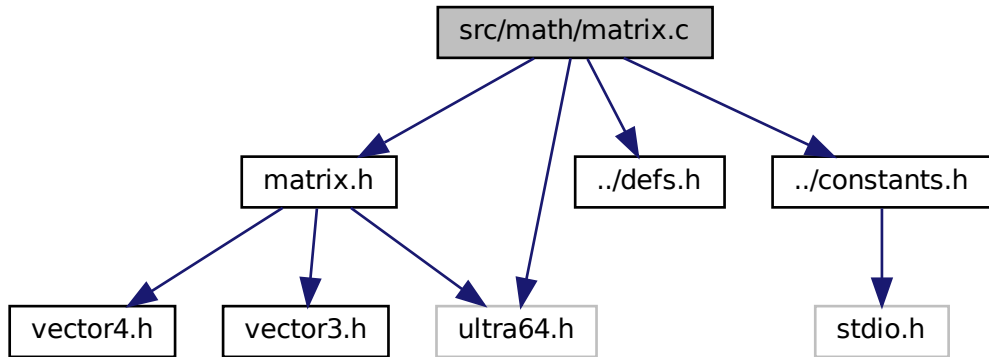 src/math/matrix.c
matrix.h
../defs.h
../constants.h
vector4.h
vector3.h
ultra64.h
stdio.h